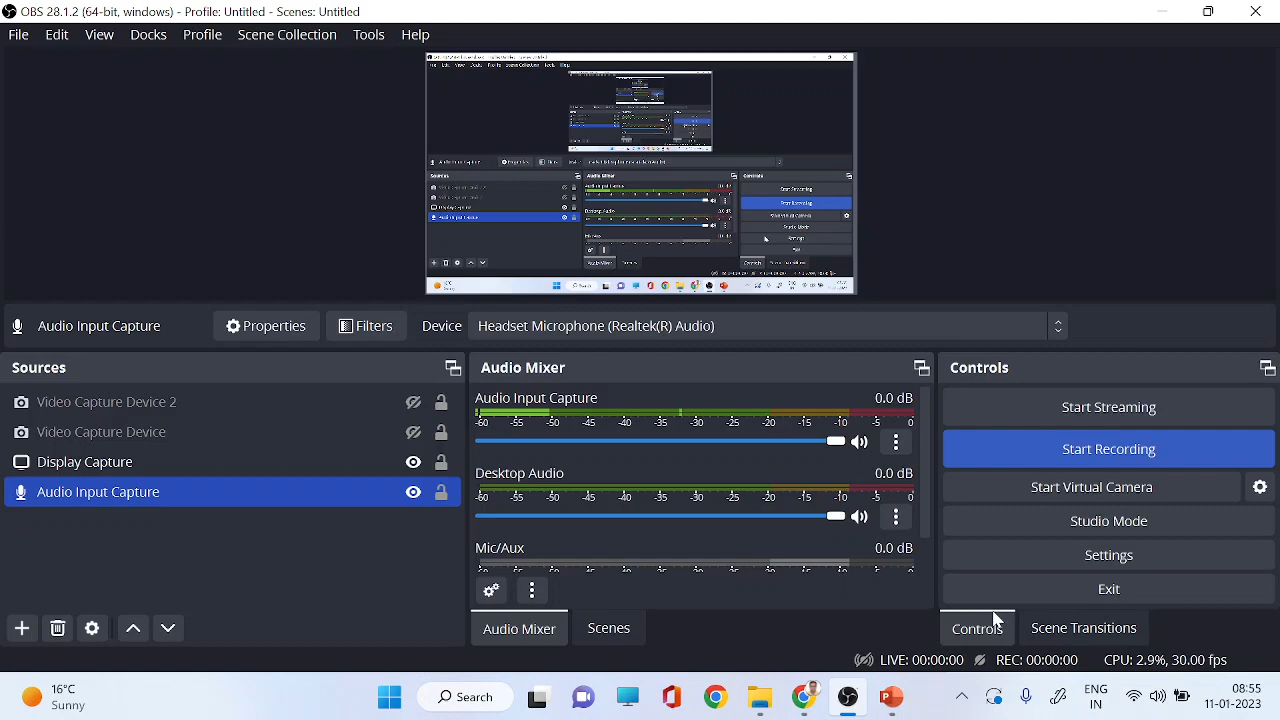 OBS 28.1.2 (64-bit, windows) - Profile: Untitled - Scenes: Untitled
File Edit View Docks Profile Scene Collection Tools Help
Audio Input Capture Properties Filters Device Headset Microphone (Realtek(R) Audio)
Sources
Video Capture Device 2
Video Capture Device
Display Capture
Audio Input Capture
Audio Mixer
Audio Input Capture 0.0 dB
-60 -55 -50 -45 -40 -35 -30 -25 -20 -15 -10 -5 0
Desktop Audio 0.0 dB
-60 -55 -50 -45 -40 -35 -30 -25 -20 -15 -10 -5 0
Mic/Aux 0.0 dB
Audio Mixer Scenes
Controls
Start Streaming
Start Recording
Start Virtual Camera
Studio Mode
Settings
Exit
Controls Scene Transitions
LIVE: 00:00:00 REC: 00:00:00 CPU: 2.9%, 30.00 fps
16°C
Sunny
Search
ENG
IN
08:55
11-01-2023